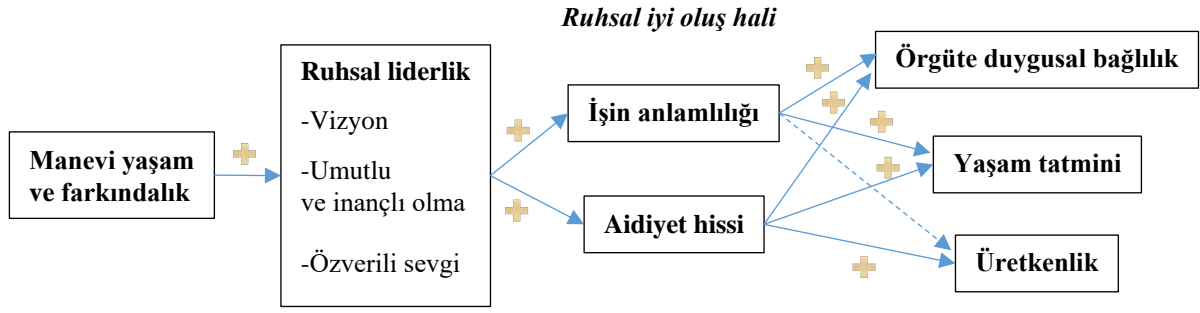 Ruhsal iyi oluş hali
Manevi yaşam
ve farkındalık
Ruhsal liderlik
-Vizyon
-Umutlu
ve inançlı olma
-Özverili sevgi
İşin anlamlılığı
Aidiyet hissi
Örgüte duygusal bağlılık
Yaşam tatmini
Üretkenlik